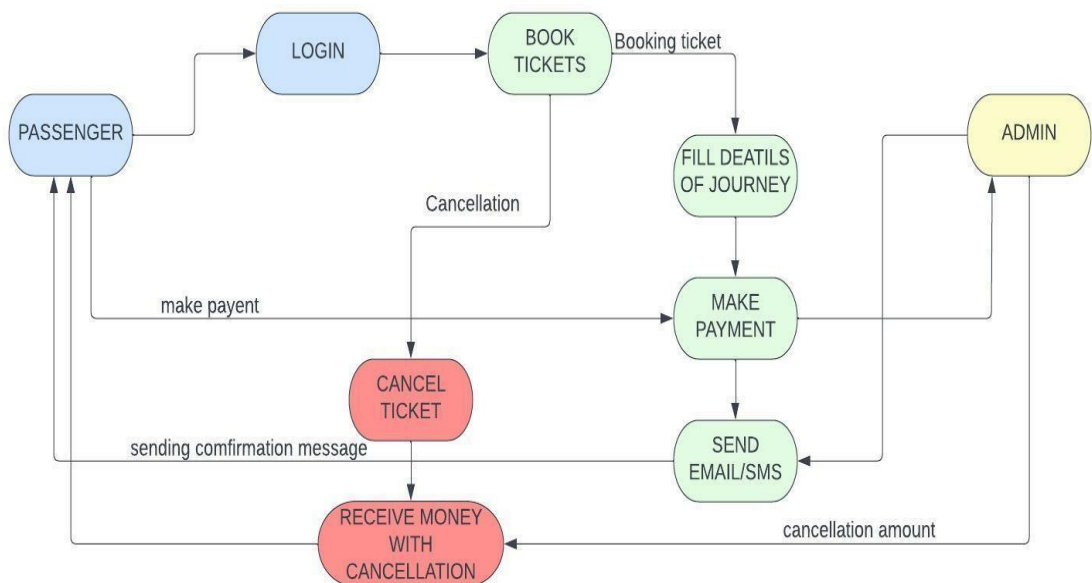 LOGIN
BOOK
TICKETS
Booking ticket
PASSENGER
ADMIN
FILL DEATILS
OF JOURNEY
Cancellation
make payent
MAKE
PAYMENT
CANCEL
TICKET
sending comfirmation message
SEND
EMAIL/SMS
RECEIVE MONEY
WITH
CANCELLATION
cancellation amount